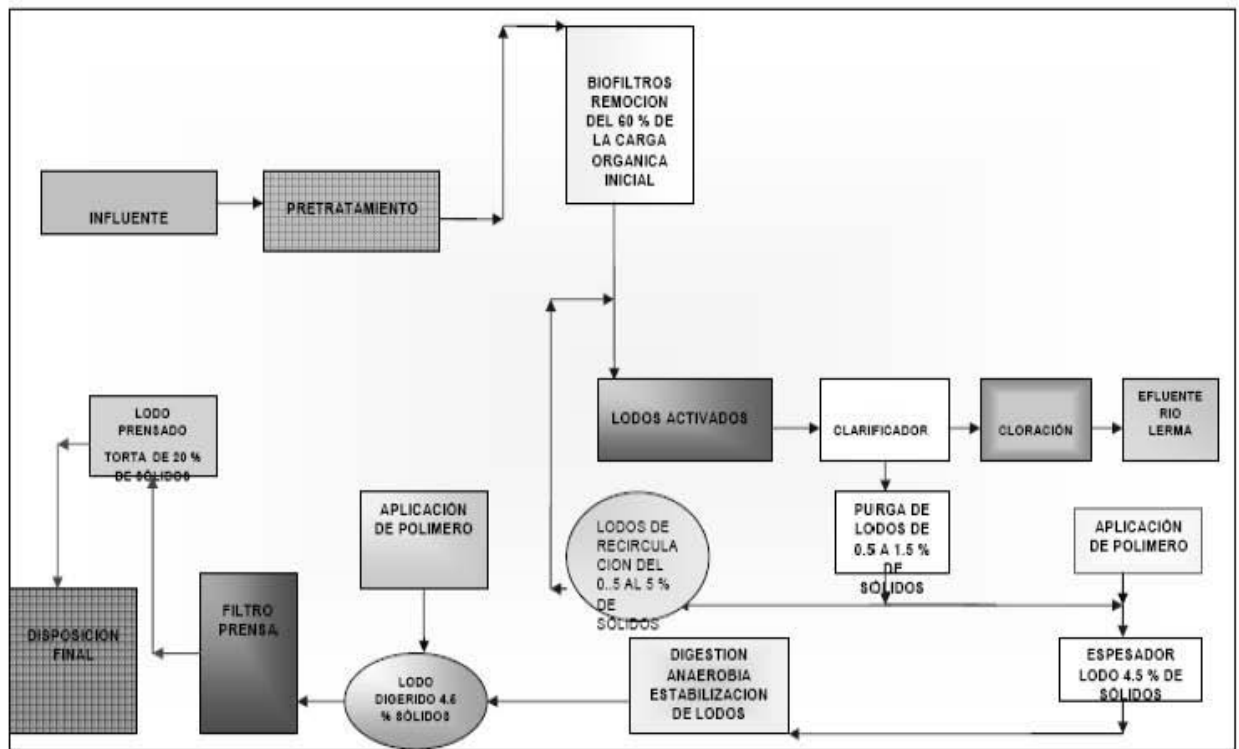 BIOFILTROS
REMOCION
DEL 60 % DE
LA CARGA
ORGANICA
INICIAL
INFLUENTE
PRETRATAMIENTO
LODOS ACTIVADOS
CLARIFICADOR
CLORACIÓN
EFLUENTE
RIO
LERMA
LODO
PRENSADO
TORTA DE 20 %
DE SÓLIDOS
APLICACIÓN
DE POLIMERO
LODOS DE
RECIRCULA
CION DEL
0..5 AL 5 %
DE
SÓLIDOS
PURGA DE
LODOS DE
0.5 A 1.5 %
DE
SÓLIDOS
APLICACIÓN
DE POLIMERO
DISPOSICIÓN
FINAL
FILTRO
PRENSA
LODO
DIGERIDO 4.5
% SÓLIDOS
DIGESTION
ANAEROBIA
ESTABILIZACION
DE LODOS
ESPESADOR
LODO 4.5 % DE
SÓLIDOS